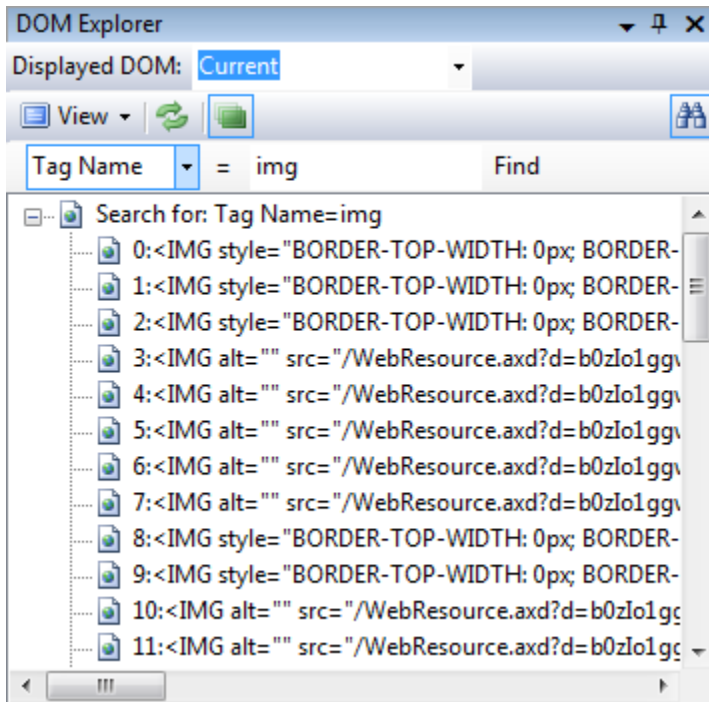 DOM Explorer
Displayed DOM: Current
View
Tag Name = img Find
Search for: Tag Name=img
0:<IMG style="BORDER-TOP-WIDTH: 0px; BORDER-
1:<IMG style="BORDER-TOP-WIDTH: 0px; BORDER-
2:<IMG style="BORDER-TOP-WIDTH: 0px; BORDER-
3:<IMG alt="" src="/WebResource.axd?d=b0zIo1ggv
4:<IMG alt="" src="/WebResource.axd?d=b0zIo1ggv
5:<IMG alt="" src="/WebResource.axd?d=b0zIo1ggv
6:<IMG alt="" src="/WebResource.axd?d=b0zIo1ggv
7:<IMG alt="" src="/WebResource.axd?d=b0zIo1ggv
8:<IMG style="BORDER-TOP-WIDTH: 0px; BORDER-
9:<IMG style="BORDER-TOP-WIDTH: 0px; BORDER-
10:<IMG alt="" src="/WebResource.axd?d=b0zIo1gg
11:<IMG alt="" src="/WebResource.axd?d=b0zIo1gg